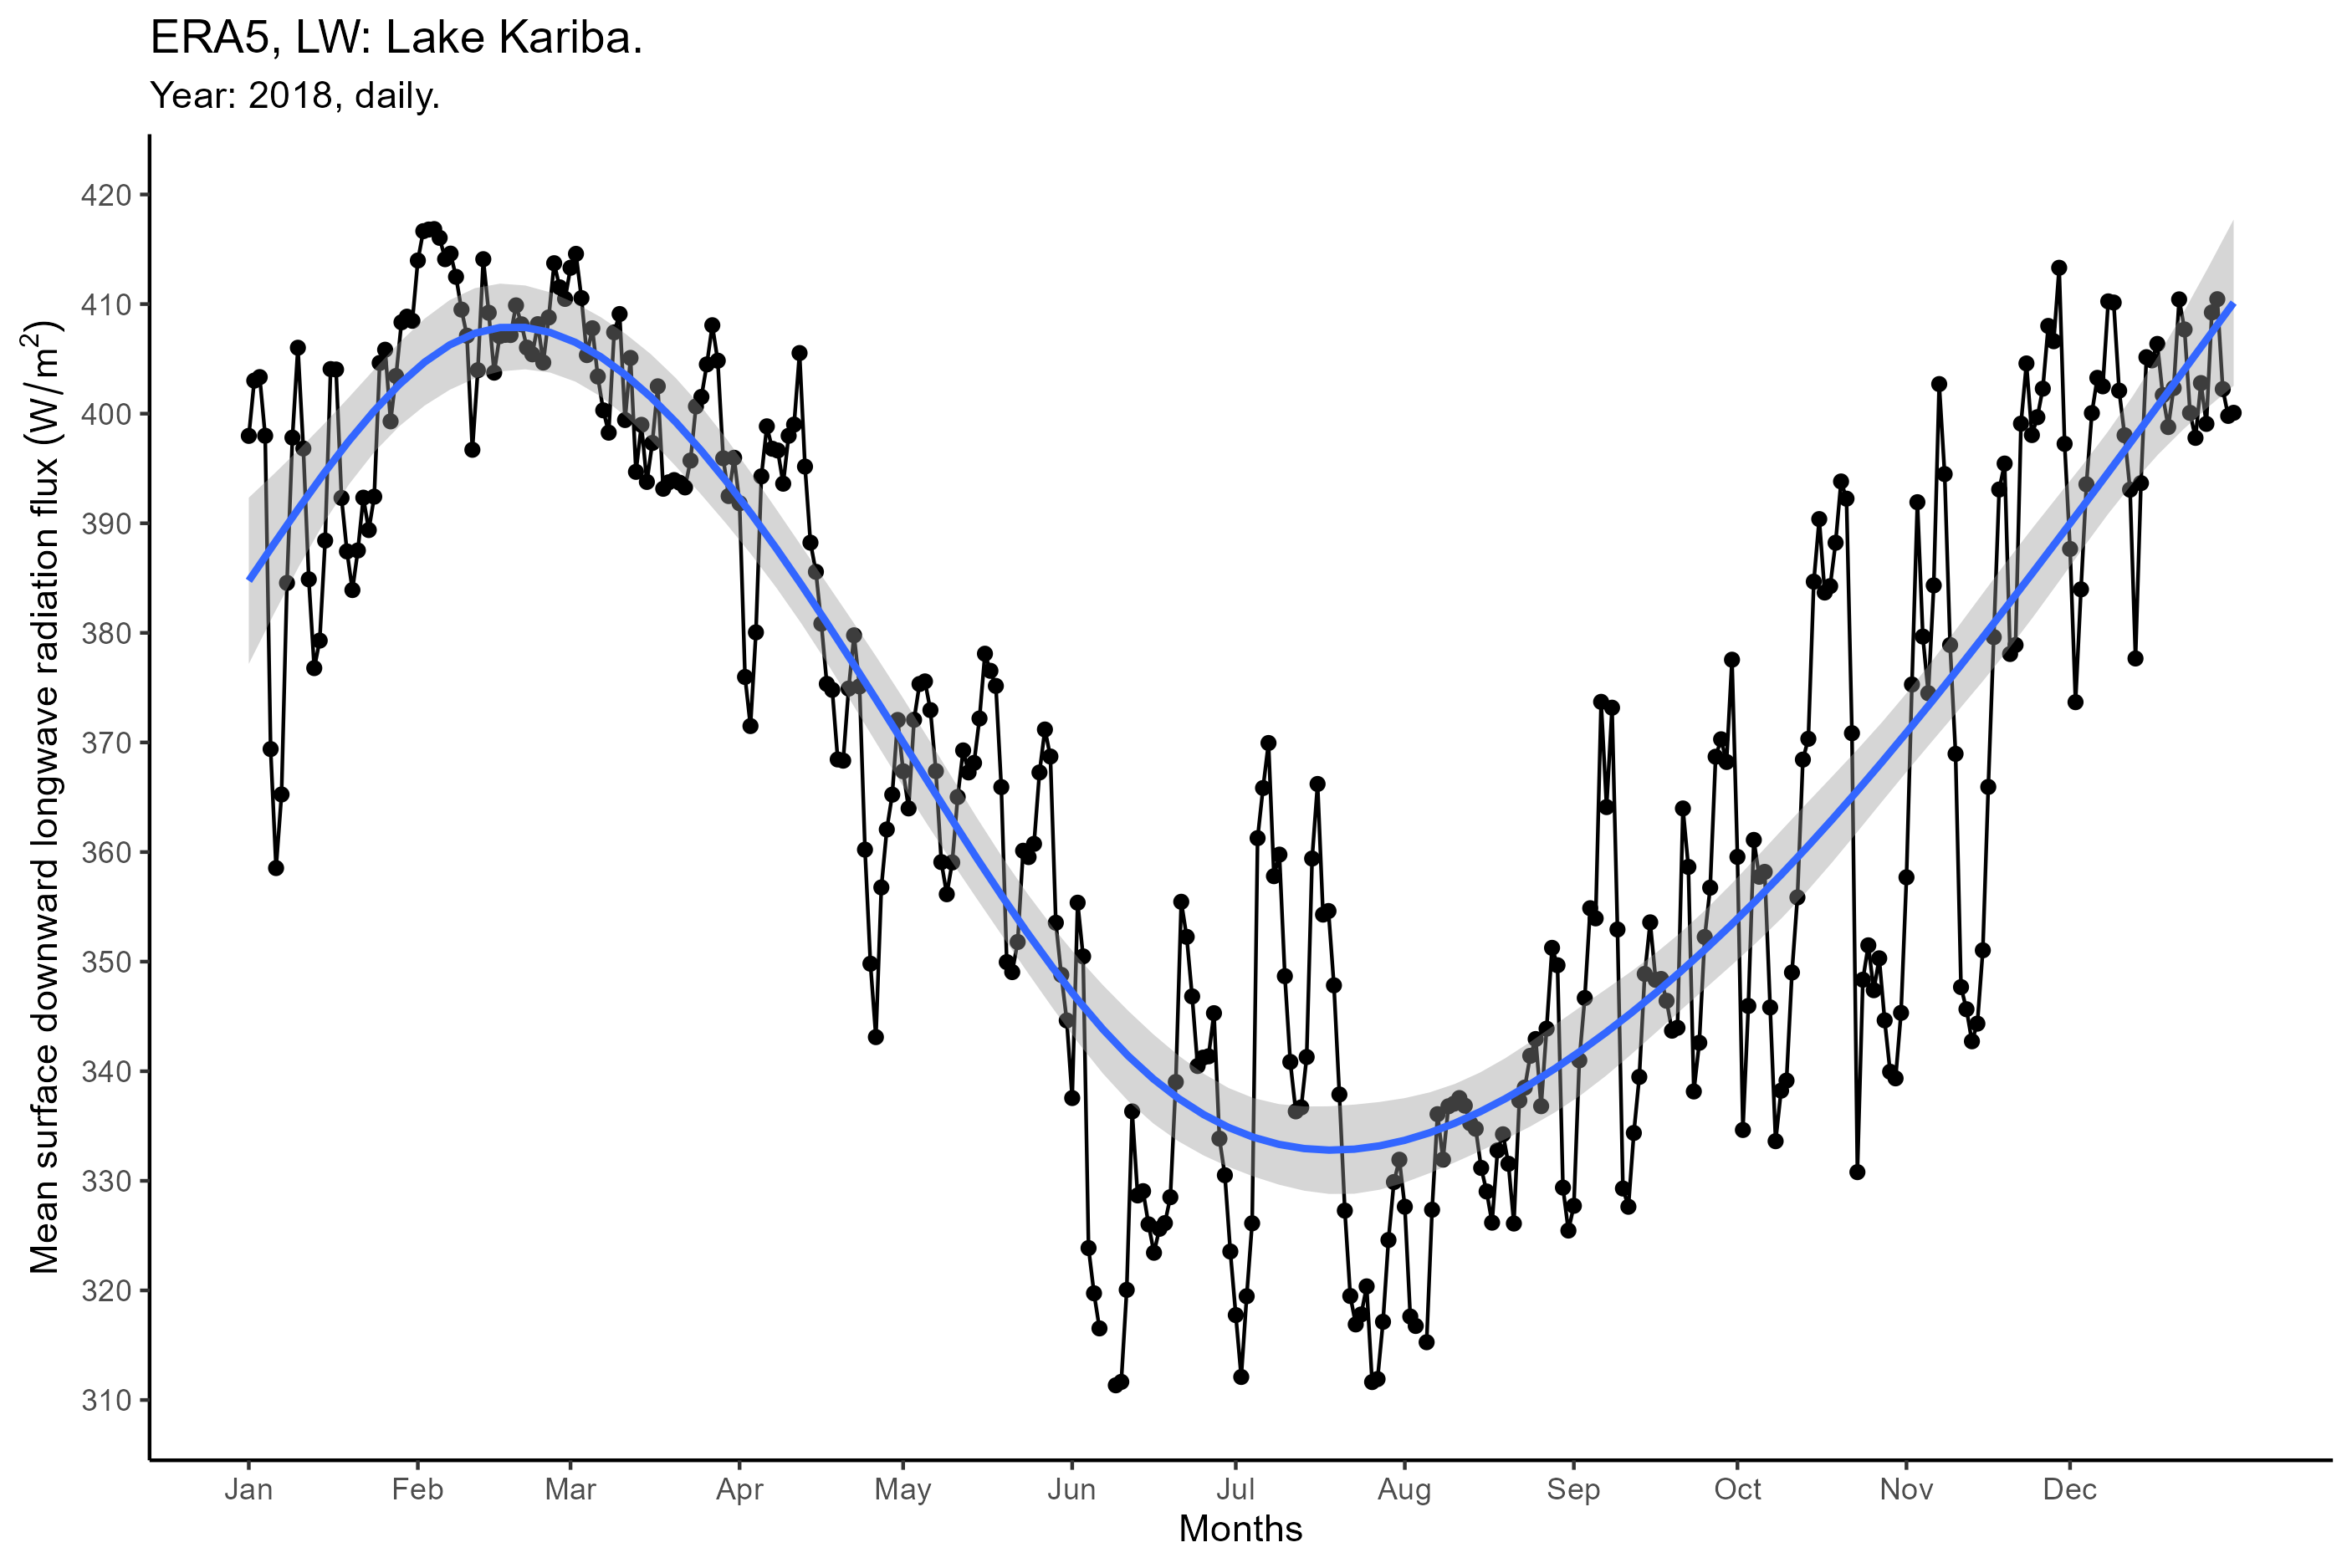 ERA5, LW: Lake Kariba.
Year: 2018, daily.
Mean surface downward longwave radiation flux (W/m²)
420
410
400
390
380
370
360
350
340
330
320
310
Jan Feb Mar Apr May Jun Jul Aug Sep Oct Nov Dec
Months